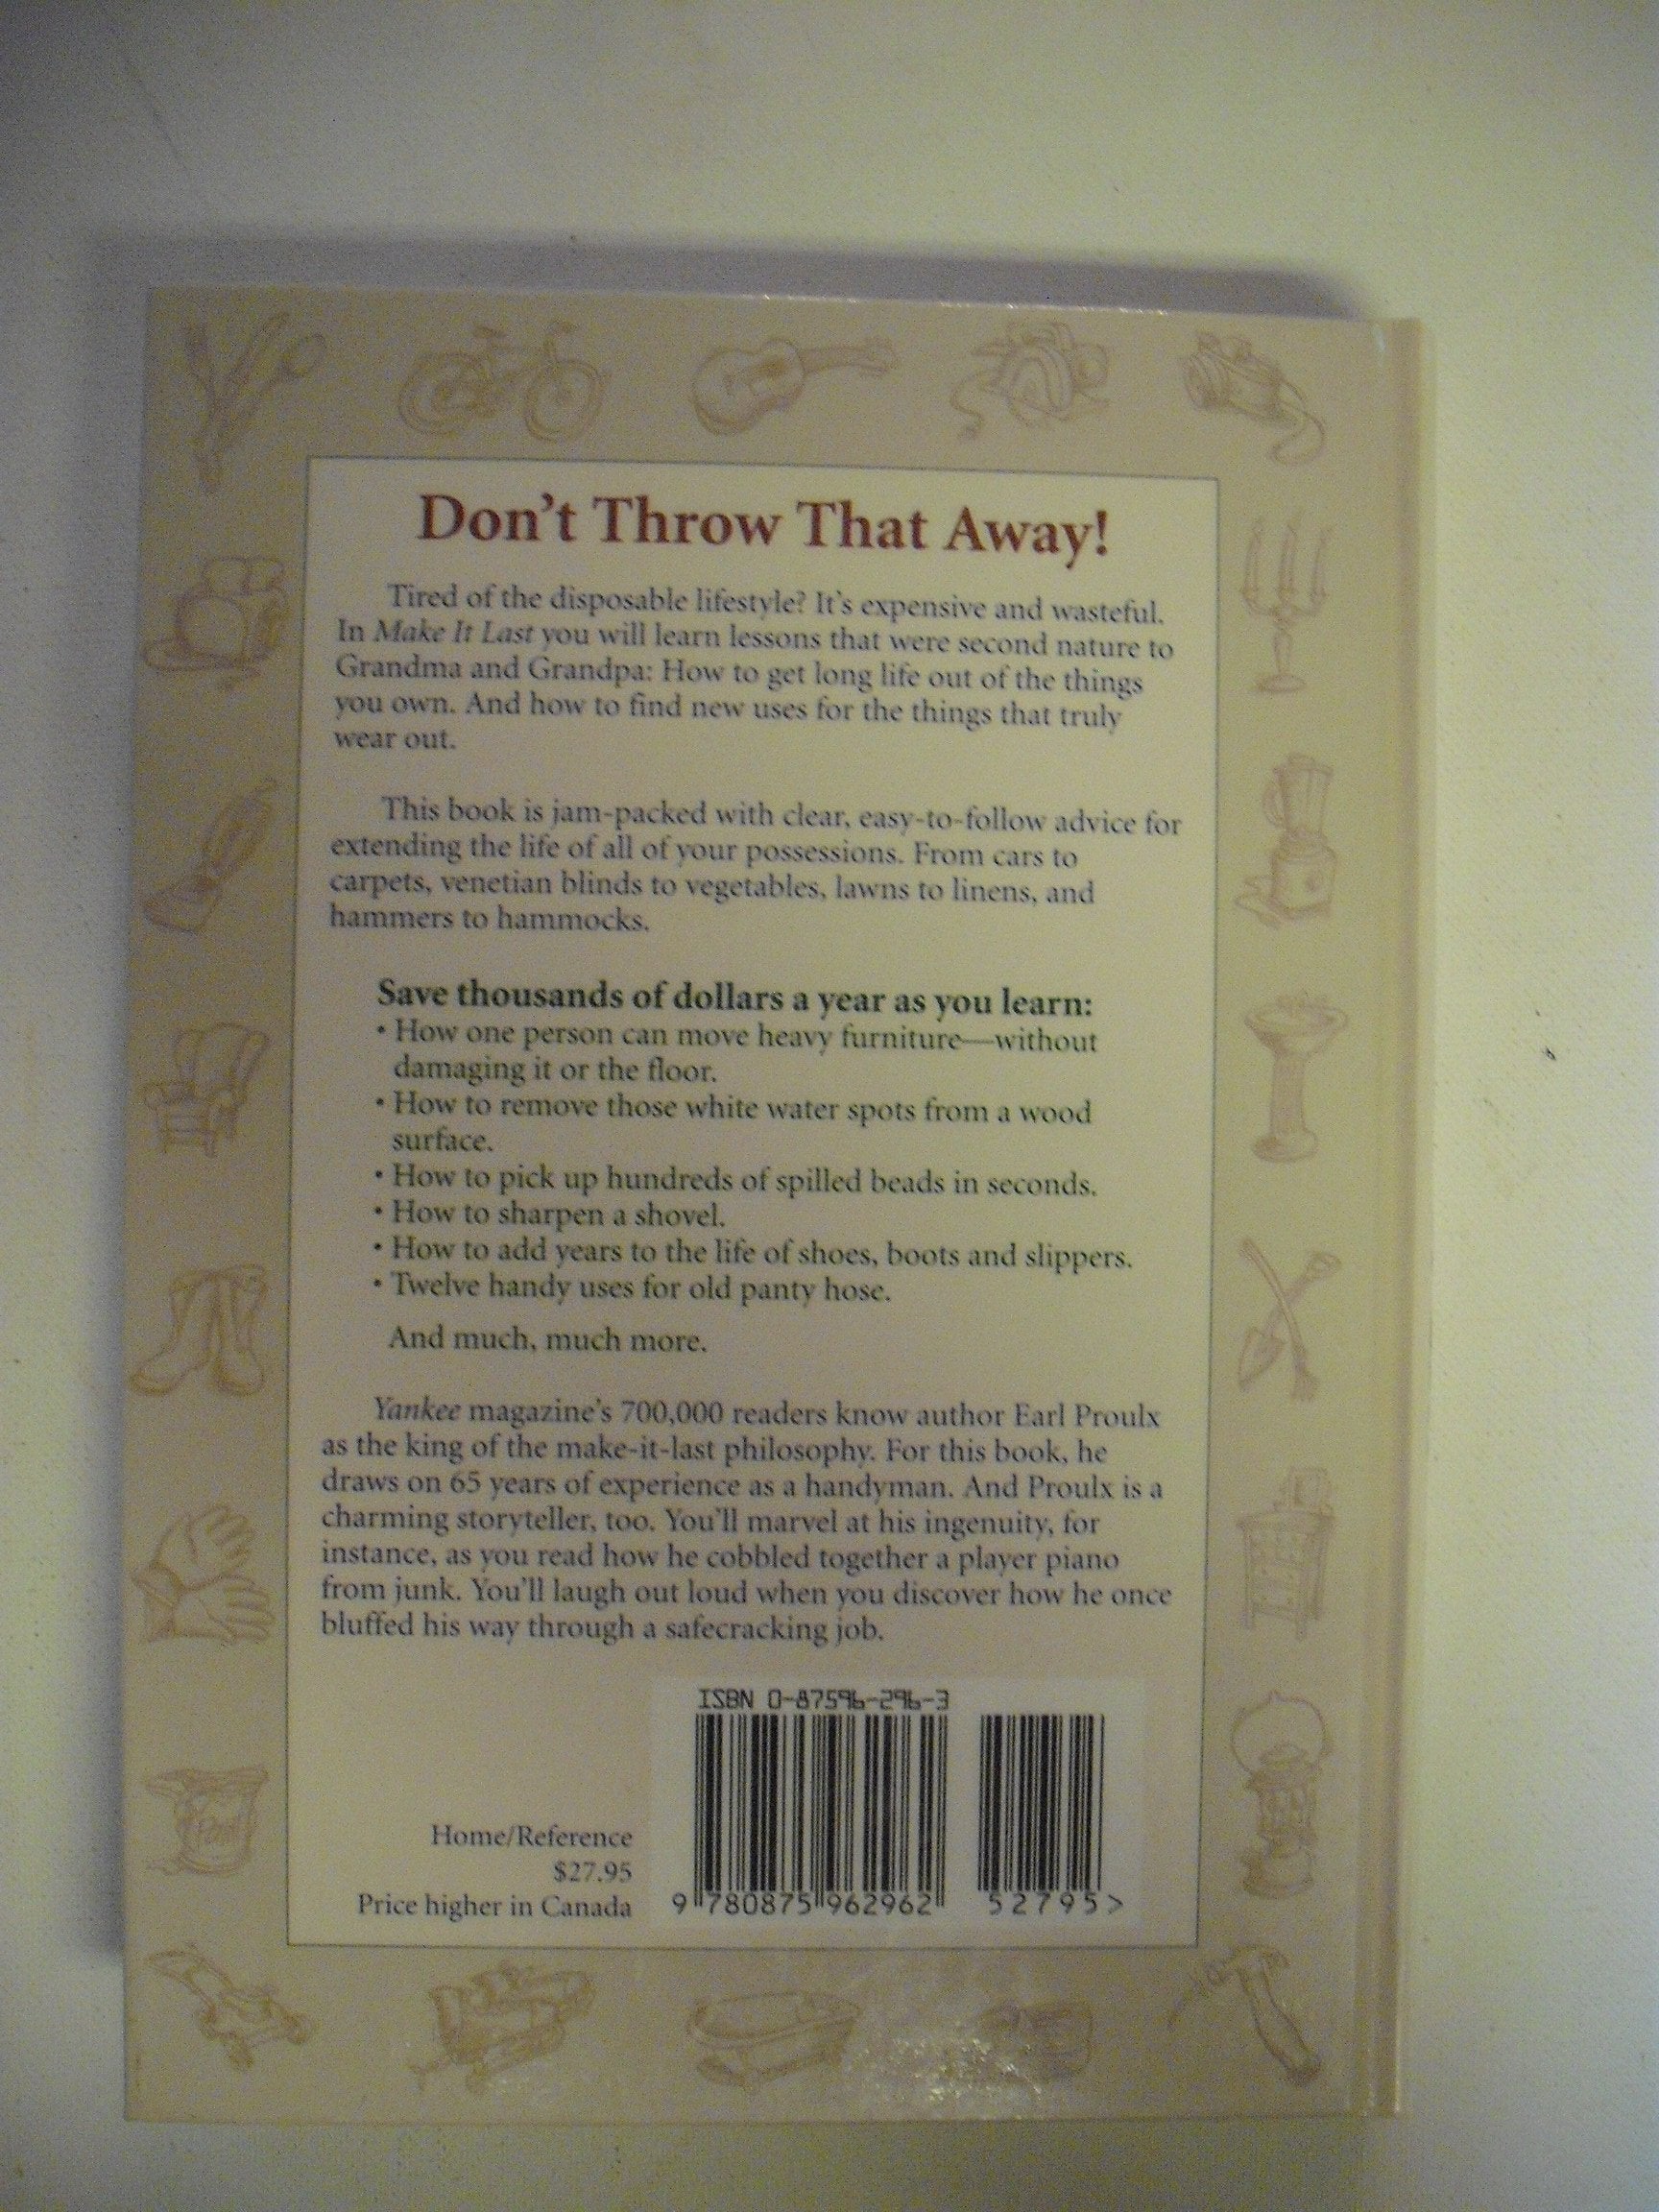 Don't Throw That Away!
Tired of the disposable lifestyle? It's expensive and wasteful.
In Make It Last you will learn lessons that were second nature to
Grandma and Grandpa: How to get long life out of the things
you own. And how to find new uses for the things that truly
wear out.
This book is jam-packed with clear, easy-to-follow advice for
extending the life of all of your possessions. From cars to
carpets, venetian blinds to vegetables, lawns to linens, and
hammers to hammocks.
Save thousands of dollars a year as you learn:
• How one person can move heavy furniture—without
damaging it or the floor.
• How to remove those white water spots from a wood
surface.
• How to pick up hundreds of spilled beads in seconds.
• How to sharpen a shovel.
• How to add years to the life of shoes, boots and slippers.
• Twelve handy uses for old panty hose.
And much, much more.
Yankee magazine's 700,000 readers know author Earl Proulx
as the king of the make-it-last philosophy. For this book, he
draws on 65 years of experience as a handyman. And Proulx is a
charming storyteller, too. You'll marvel at his ingenuity, for
instance, as you read how he cobbled together a player piano
from junk. You'll laugh out loud when you discover how he once
bluffed his way through a safecracking job.
ISBN 0-87596-296-3
Home/Reference
$27.95
Price higher in Canada
9 780875 962962 52795>